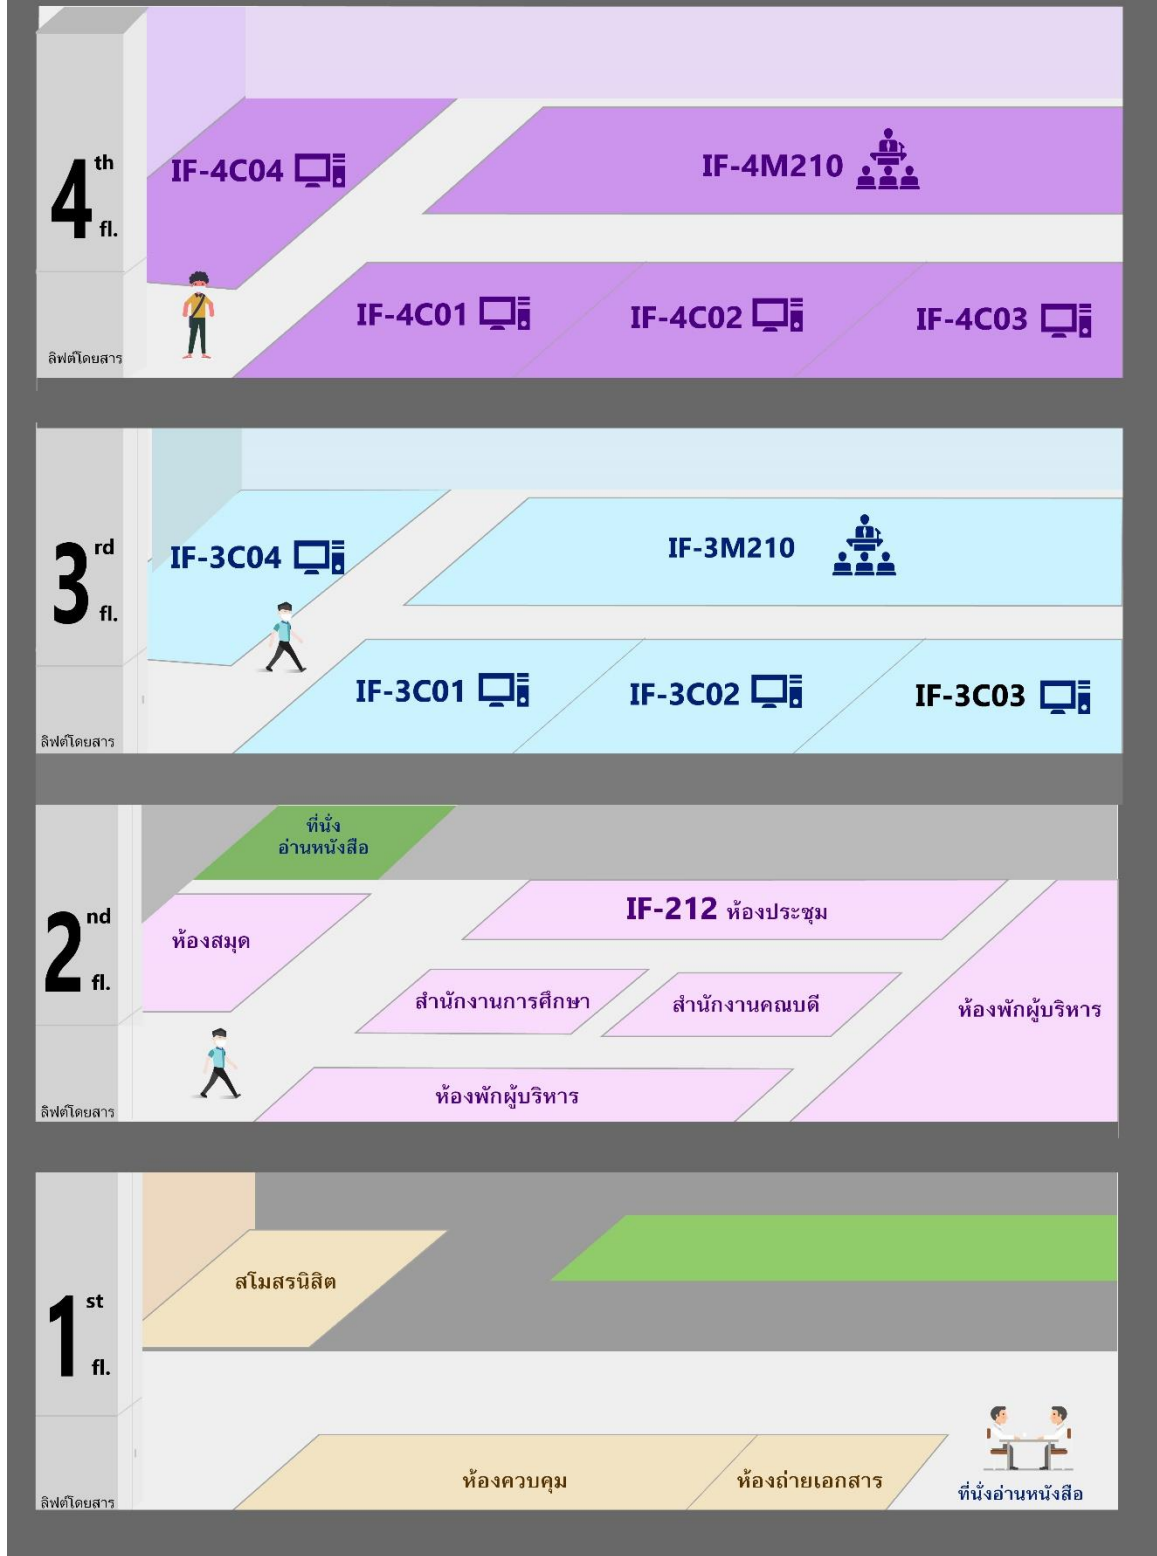 4th fl.
IF-4C04
IF-4M210
IF-4C01
IF-4C02
IF-4C03
ลิฟต์โดยสาร
3rd fl.
IF-3C04
IF-3M210
IF-3C01
IF-3C02
IF-3C03
ลิฟต์โดยสาร
2nd fl.
ที่นั่ง
อ่านหนังสือ
ห้องสมุด
IF-212 ห้องประชุม
สำนักงานการศึกษา
สำนักงานคณบดี
ห้องพักผู้บริหาร
ห้องพักผู้บริหาร
ลิฟต์โดยสาร
1st fl.
สโมสรนิสิต
ห้องควบคุม
ห้องถ่ายเอกสาร
ที่นั่งอ่านหนังสือ
ลิฟต์โดยสาร